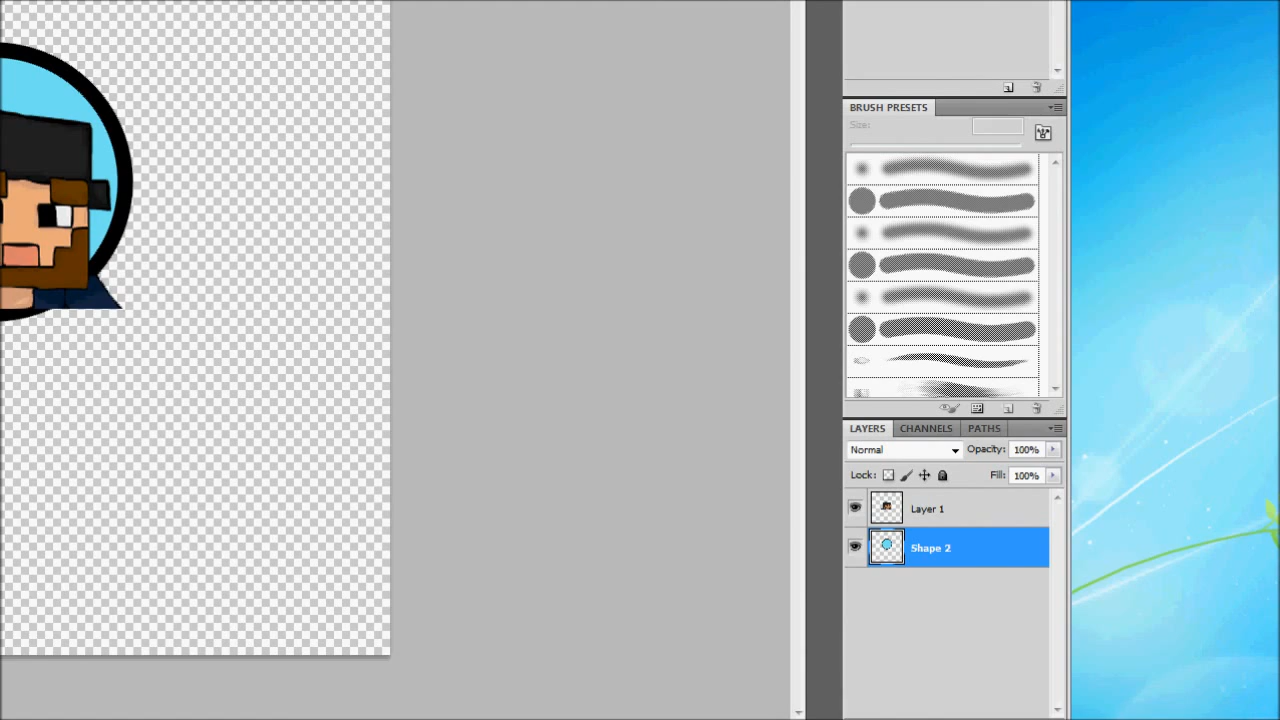 BRUSH PRESETS
Size:
LAYERS CHANNELS PATHS
Normal Opacity: 100%
Lock: Fill: 100%
Layer 1
Shape 2